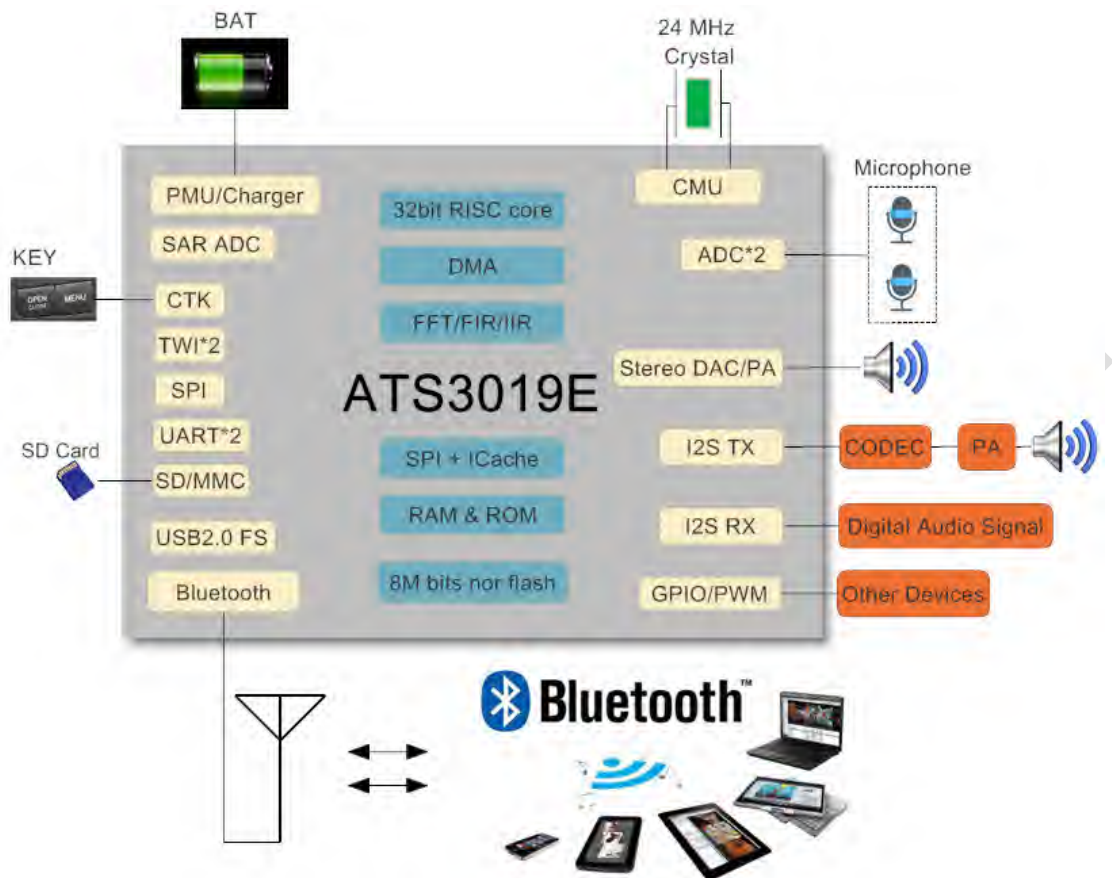 BAT
24 MHz
Crystal
PMU/Charger
32bit RISC core
CMU
Microphone
SAR ADC
DMA
ADC*2
KEY
OPEN
CLOSE
MENU
CTK
FFT/FIR/IIR
TWI*2
Stereo DAC/PA
SPI
ATS3019E
UART*2
SPI + ICache
I2S TX
CODEC
PA
SD Card
SD/MMC
RAM & ROM
I2S RX
Digital Audio Signal
USB2.0 FS
Bluetooth
8M bits nor flash
GPIO/PWM
Other Devices
Bluetooth™